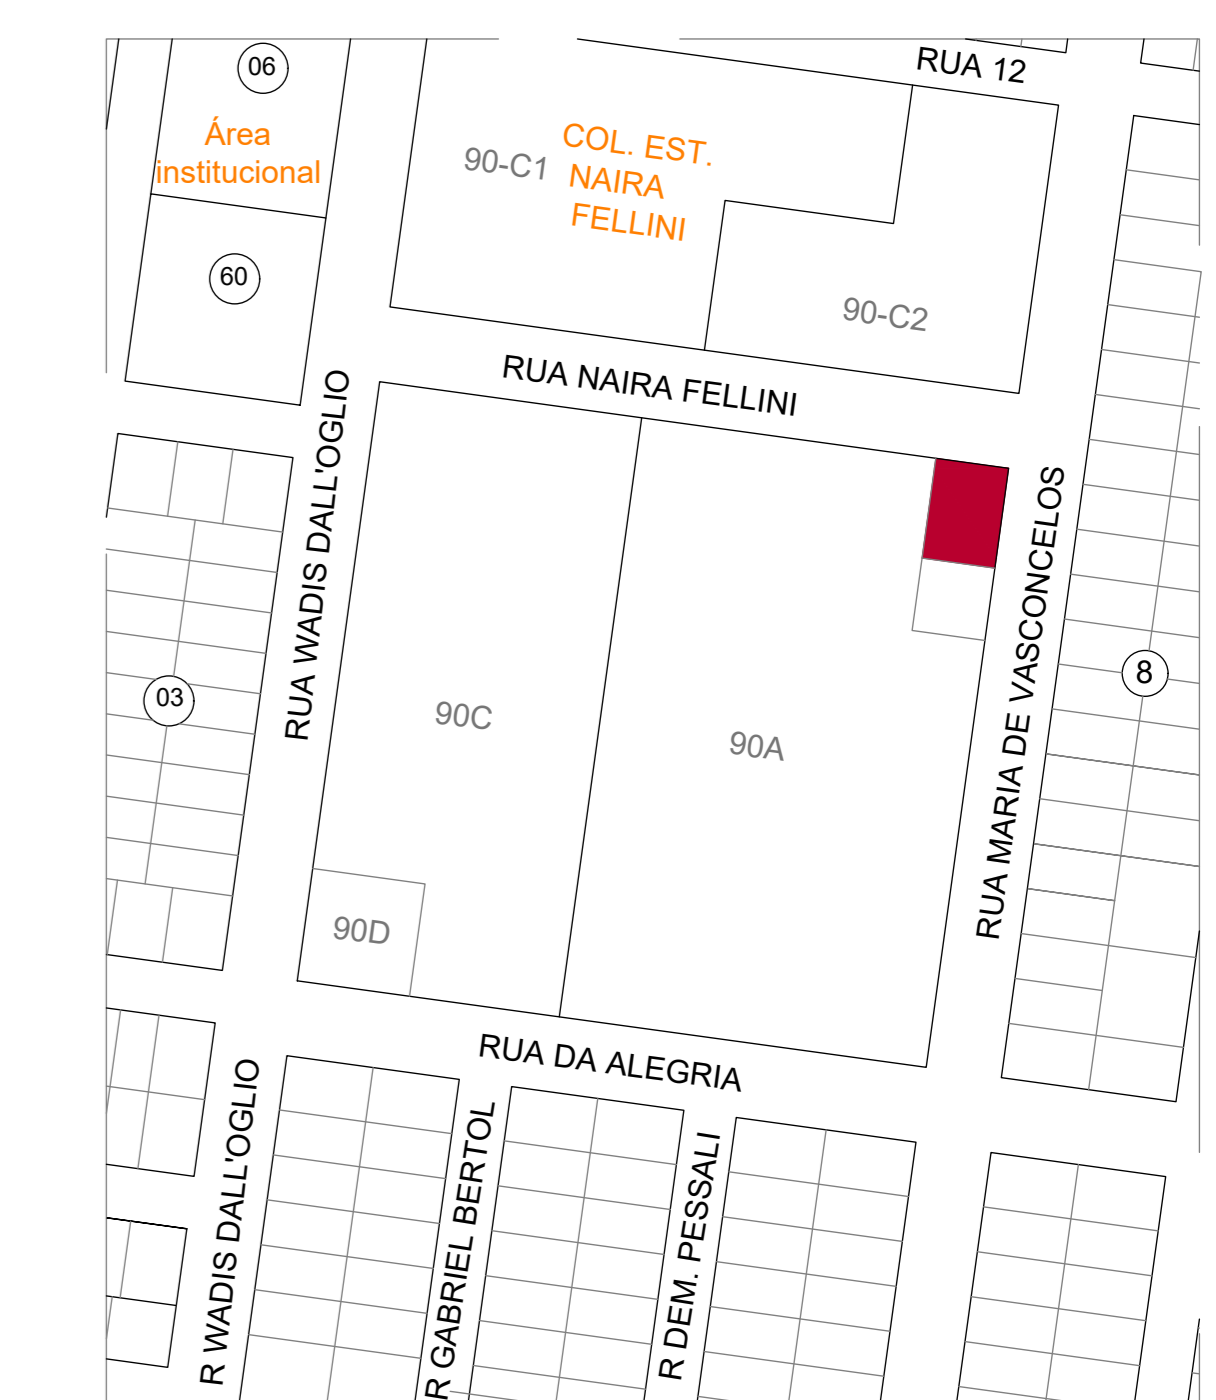 RUA 12
06
Área
institucional
COL. EST.
90-C1
NAIRA
FELLINI
60
90-C2
RUA NAIRA FELLINI
RUA WADIS DALL'OGLIO
RUA MARIA DE VASCONCELOS
8
03
90C
90A
90D
RUA DA ALEGRIA
R WADIS DALL'OGLIO
R GABRIEL BERTOL
R DEM. PESSALI